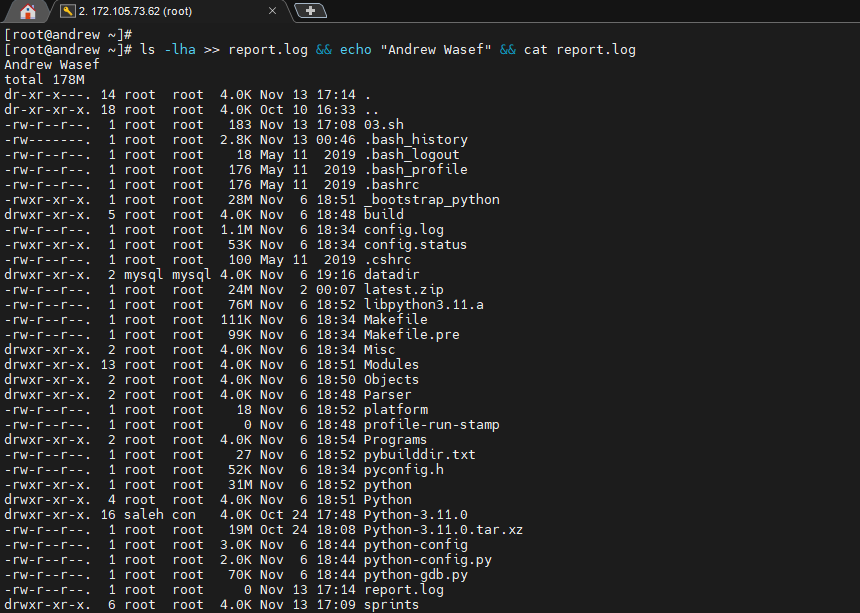 2. 172.105.73.62 (root)
[root@andrew ~]#
[root@andrew ~]# ls -lha >> report.log && echo "Andrew Wasef" && cat report.log
Andrew Wasef
total 178M
dr-xr-x---. 14 root  root  4.0K Nov 13 17:14 .
dr-xr-xr-x. 18 root  root  4.0K Oct 10 16:33 ..
-rw-r--r--.  1 root  root   183 Nov 13 17:08 03.sh
-rw-------.  1 root  root  2.8K Nov 13 00:46 .bash_history
-rw-r--r--.  1 root  root    18 May 11  2019 .bash_logout
-rw-r--r--.  1 root  root   176 May 11  2019 .bash_profile
-rw-r--r--.  1 root  root   176 May 11  2019 .bashrc
-rwxr-xr-x.  1 root  root   28M Nov  6 18:51 _bootstrap_python
drwxr-xr-x.  5 root  root  4.0K Nov  6 18:48 build
-rw-r--r--.  1 root  root  1.1M Nov  6 18:34 config.log
-rwxr-xr-x.  1 root  root   53K Nov  6 18:34 config.status
-rw-r--r--.  1 root  root   100 May 11  2019 .cshrc
drwxr-xr-x.  2 mysql mysql 4.0K Nov  6 19:16 datadir
-rw-r--r--.  1 root  root   24M Nov  2 00:07 latest.zip
-rw-r--r--.  1 root  root   76M Nov  6 18:52 libpython3.11.a
-rw-r--r--.  1 root  root  111K Nov  6 18:34 Makefile
-rw-r--r--.  1 root  root   99K Nov  6 18:34 Makefile.pre
drwxr-xr-x.  2 root  root  4.0K Nov  6 18:34 Misc
drwxr-xr-x. 13 root  root  4.0K Nov  6 18:51 Modules
drwxr-xr-x.  2 root  root  4.0K Nov  6 18:50 Objects
drwxr-xr-x.  2 root  root  4.0K Nov  6 18:48 Parser
-rw-r--r--.  1 root  root    18 Nov  6 18:52 platform
-rw-r--r--.  1 root  root     0 Nov  6 18:48 profile-run-stamp
drwxr-xr-x.  2 root  root  4.0K Nov  6 18:54 Programs
-rw-r--r--.  1 root  root    27 Nov  6 18:52 pybuilddir.txt
-rw-r--r--.  1 root  root   52K Nov  6 18:34 pyconfig.h
-rwxr-xr-x.  1 root  root   31M Nov  6 18:52 python
drwxr-xr-x.  4 root  root  4.0K Nov  6 18:51 Python
drwxr-xr-x. 16 saleh con   4.0K Oct 24 17:48 Python-3.11.0
-rw-r--r--.  1 root  root   19M Oct 24 18:08 Python-3.11.0.tar.xz
-rw-r--r--.  1 root  root  3.0K Nov  6 18:44 python-config
-rw-r--r--.  1 root  root  2.0K Nov  6 18:44 python-config.py
-rw-r--r--.  1 root  root   70K Nov  6 18:44 python-gdb.py
-rw-r--r--.  1 root  root     0 Nov 13 17:14 report.log
drwxr-xr-x.  6 root  root  4.0K Nov 13 17:09 sprints